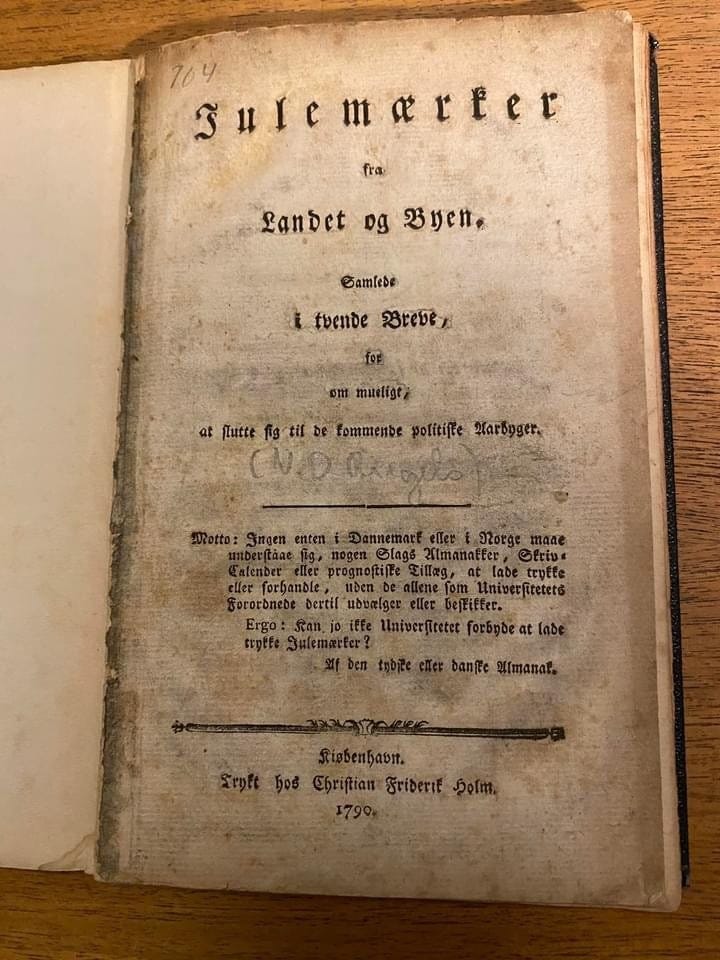 704
Julemærker
fra
Landet og Byen.
Samlede
i tvende Breve,
for
om mueligt,
at slutte sig til de kommende politiske Aarbyger.
(N. D. Riegels)
Motto: Ingen enten i Dannemark eller i Norge maae
understaae sig, nogen Slags Almanakker, Skriv-
Calender eller prognostiske Tillæg, at lade trykke
eller forhandle, uden de allene som Universitetets
Forordnede dertil udvælger eller beskikker.
Ergo: Kan jo ikke Universitetet forbyde at lade
trykke Julemærker?
Af den tydske eller danske Almanak.
Kiøbenhavn.
Trykt hos Christian Friderik Holm.
1790.